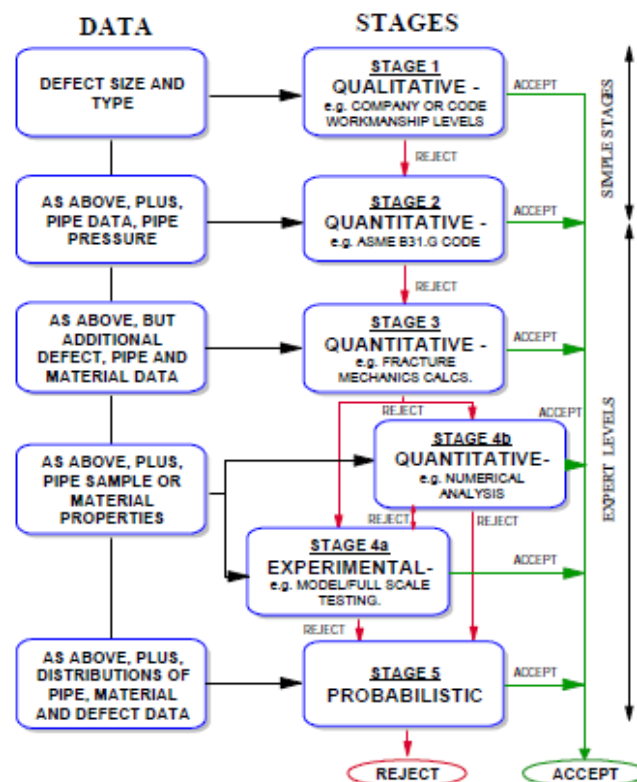 DATA
STAGES
DEFECT SIZE AND
TYPE
STAGE 1
QUALITATIVE -
e.g. COMPANY OR CODE
WORKMANSHIP LEVELS
ACCEPT
REJECT
SIMPLE STAGES
AS ABOVE, PLUS,
PIPE DATA, PIPE
PRESSURE
STAGE 2
QUANTITATIVE -
e.g. ASME B31.G CODE
ACCEPT
REJECT
AS ABOVE, BUT
ADDITIONAL
DEFECT, PIPE AND
MATERIAL DATA
STAGE 3
QUANTITATIVE -
e.g. FRACTURE
MECHANICS CALCS.
ACCEPT
REJECT
EXPERT LEVELS
AS ABOVE, PLUS,
PIPE SAMPLE OR
MATERIAL
PROPERTIES
STAGE 4b
QUANTITATIVE-
e.g. NUMERICAL
ANALYSIS
ACCEPT
REJECT
REJECT
STAGE 4a
EXPERIMENTAL-
e.g. MODEL/FULL SCALE
TESTING.
ACCEPT
REJECT
AS ABOVE, PLUS,
DISTRIBUTIONS OF
PIPE, MATERIAL
AND DEFECT DATA
STAGE 5
PROBABILISTIC
ACCEPT
REJECT
ACCEPT